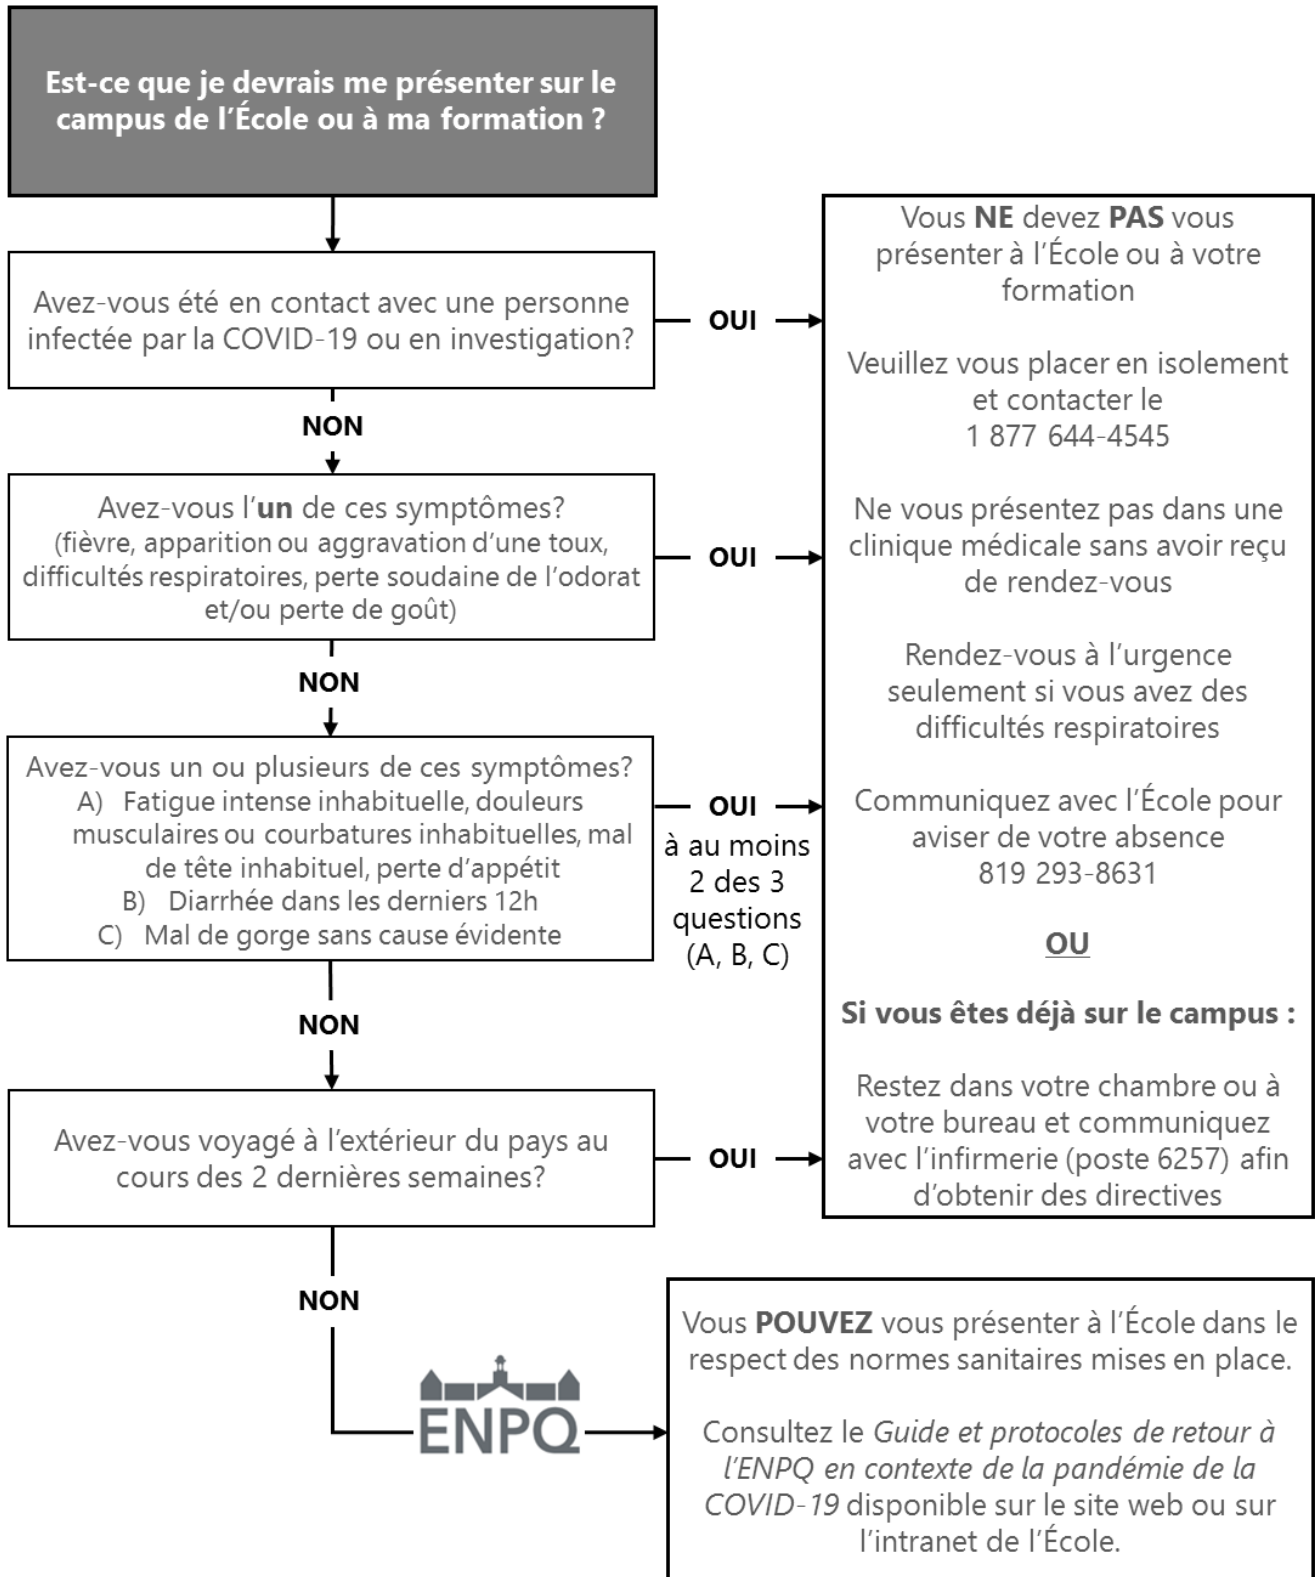 Est-ce que je devrais me présenter sur le
campus de l'École ou à ma formation ?
Avez-vous été en contact avec une personne
infectée par la COVID-19 ou en investigation?
OUI
NON
Avez-vous l'un de ces symptômes?
(fièvre, apparition ou aggravation d'une toux,
difficultés respiratoires, perte soudaine de l'odorat
et/ou perte de goût)
OUI
NON
Avez-vous un ou plusieurs de ces symptômes?
A) Fatigue intense inhabituelle, douleurs
musculaires ou courbatures inhabituelles, mal
de tête inhabituel, perte d'appétit
B) Diarrhée dans les derniers 12h
C) Mal de gorge sans cause évidente
OUI
à au moins
2 des 3
questions
(A, B, C)
NON
Avez-vous voyagé à l'extérieur du pays au
cours des 2 dernières semaines?
OUI
NON
Vous NE devez PAS vous
présenter à l'École ou à votre
formation
Veuillez vous placer en isolement
et contacter le
1 877 644-4545
Ne vous présentez pas dans une
clinique médicale sans avoir reçu
de rendez-vous
Rendez-vous à l'urgence
seulement si vous avez des
difficultés respiratoires
Communiquez avec l'École pour
aviser de votre absence
819 293-8631
OU
Si vous êtes déjà sur le campus :
Restez dans votre chambre ou à
votre bureau et communiquez
avec l'infirmerie (poste 6257) afin
d'obtenir des directives
ENPQ
Vous POUVEZ vous présenter à l'École dans le
respect des normes sanitaires mises en place.
Consultez le Guide et protocoles de retour à
l'ENPQ en contexte de la pandémie de la
COVID-19 disponible sur le site web ou sur
l'intranet de l'École.